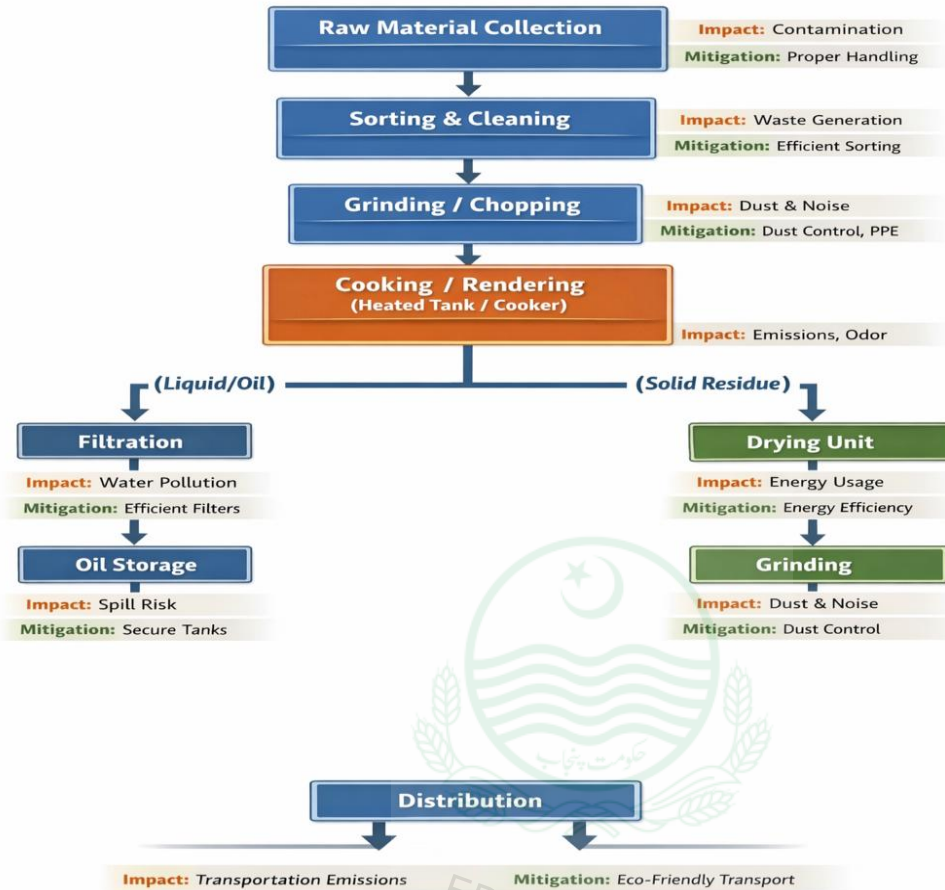 Raw Material Collection
Impact: Contamination
Mitigation: Proper Handling
Sorting & Cleaning
Impact: Waste Generation
Mitigation: Efficient Sorting
Grinding / Chopping
Impact: Dust & Noise
Mitigation: Dust Control, PPE
Cooking / Rendering
(Heated Tank / Cooker)
Impact: Emissions, Odor
(Liquid/Oil)
(Solid Residue)
Filtration
Impact: Water Pollution
Mitigation: Efficient Filters
Oil Storage
Impact: Spill Risk
Mitigation: Secure Tanks
Drying Unit
Impact: Energy Usage
Mitigation: Energy Efficiency
Grinding
Impact: Dust & Noise
Mitigation: Dust Control
حکومت پنجاب
Distribution
Impact: Transportation Emissions
Mitigation: Eco-Friendly Transport